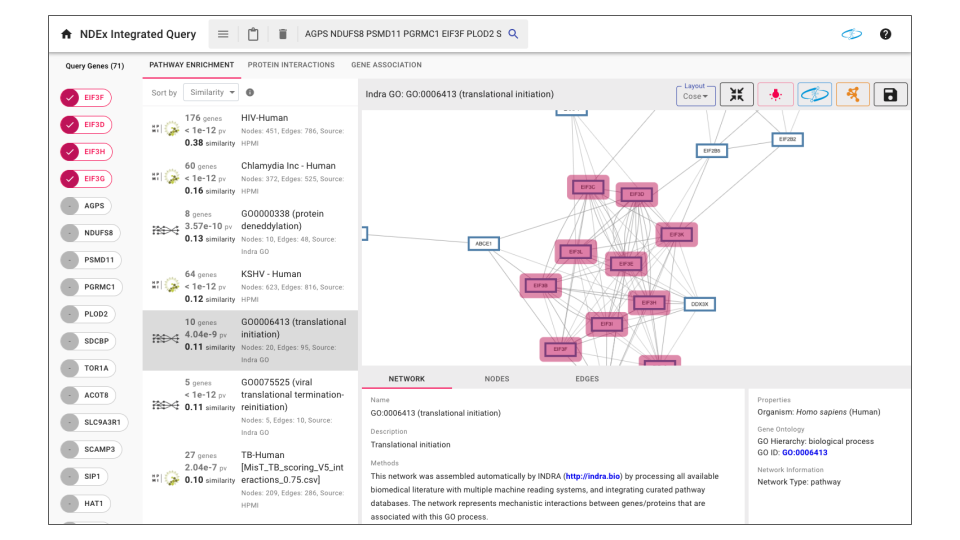 NDEx Integrated Query
AGPS NDUFS8 PSMD11 PGRMC1 EIF3F PLOD2 S
Query Genes (71)
PATHWAY ENRICHMENT
PROTEIN INTERACTIONS
GENE ASSOCIATION
EIF3F
EIF3D
EIF3H
EIF3G
AGPS
NDUFS8
PSMD11
PGRMC1
PLOD2
SDCBP
TOR1A
ACOT8
SLC9A3R1
SCAMP3
SIP1
HAT1
Sort by
Similarity
176 genes
< 1e-12 pv
0.38 similarity
HIV-Human
Nodes: 451, Edges: 786, Source:
HPMI
60 genes
< 1e-12 pv
0.16 similarity
Chlamydia Inc - Human
Nodes: 372, Edges: 525, Source:
HPMI
8 genes
3.57e-10 pv
0.13 similarity
GO0000338 (protein
deneddylation)
Nodes: 10, Edges: 48, Source:
Indra GO
64 genes
< 1e-12 pv
0.12 similarity
KSHV - Human
Nodes: 623, Edges: 816, Source:
HPMI
10 genes
4.04e-9 pv
0.11 similarity
GO0006413 (translational
initiation)
Nodes: 20, Edges: 95, Source:
Indra GO
5 genes
< 1e-12 pv
0.11 similarity
GO0075525 (viral
translational termination-
reinitiation)
Nodes: 5, Edges: 10, Source:
Indra GO
27 genes
2.04e-7 pv
0.10 similarity
TB-Human
[MisT_TB_scoring_V5_int
eractions_0.75.csv]
Nodes: 209, Edges: 286, Source:
HPMI
Indra GO: GO:0006413 (translational initiation)
Layout
Cose
EIF2B2
EIF2B5
EIF3C
EIF3D
EIF3K
ABCE1
EIF3L
EIF3E
EIF3B
EIF3H
DDX3X
EIF3I
EIF3F
NETWORK
NODES
EDGES
Name
GO:0006413 (translational initiation)
Description
Translational initiation
Methods
This network was assembled automatically by INDRA (http://indra.bio) by processing all available
biomedical literature with multiple machine reading systems, and integrating curated pathway
databases. The network represents mechanistic interactions between genes/proteins that are
associated with this GO process.
Properties
Organism: Homo sapiens (Human)
Gene Ontology
GO Hierarchy: biological process
GO ID: GO:0006413
Network Information
Network Type: pathway